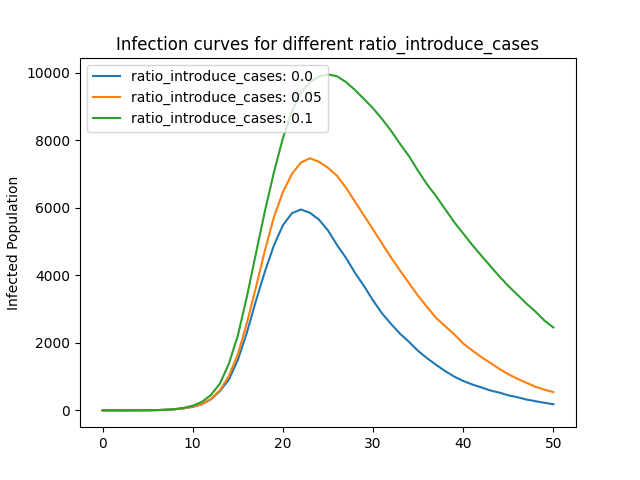 Infection curves for different ratio_introduce_cases
ratio_introduce_cases: 0.0
ratio_introduce_cases: 0.05
ratio_introduce_cases: 0.1
Infected Population
10000
8000
6000
4000
2000
0
0 10 20 30 40 50